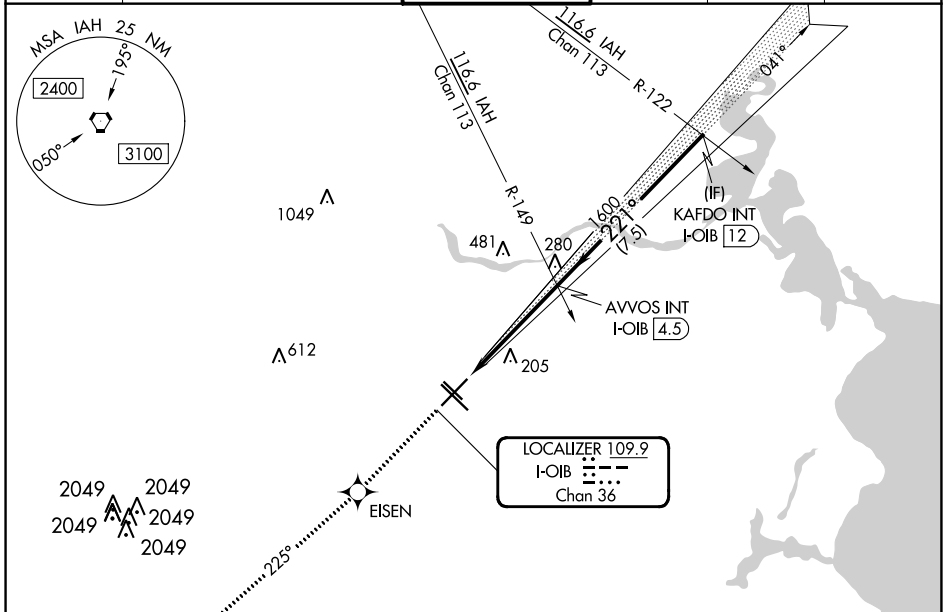 MSA IAH 25 NM
195°
2400
050°
3100
116.6 IAH
Chan 113
R-122
116.6 IAH
Chan 113
R-149
041°
(IF)
KAFDO INT
I-OIB 12
1600
221°
(7.5)
1049
481
280
AVVOS INT
I-OIB 4.5
612
205
LOCALIZER 109.9
I-OIB
Chan 36
EISEN
225°
2049
2049
2049
2049
2049